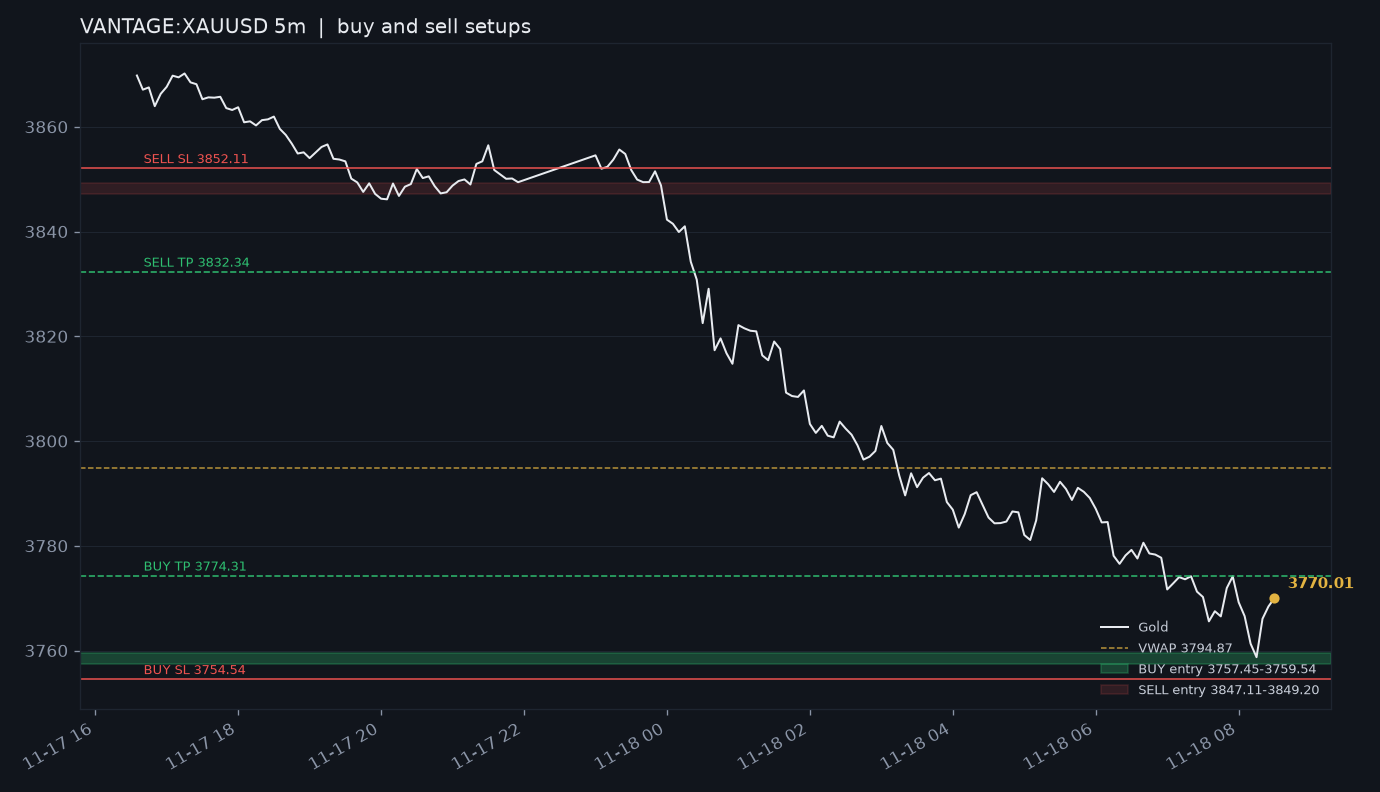 VANTAGE:XAUUSD 5m | buy and sell setups
3860
SELL SL 3852.11
3840
SELL TP 3832.34
3820
3800
3780
BUY TP 3774.31
3770.01
3760
BUY SL 3754.54
Gold
VWAP 3794.87
BUY entry 3757.45-3759.54
SELL entry 3847.11-3849.20
11-17 16
11-17 18
11-17 20
11-17 22
11-18 00
11-18 02
11-18 04
11-18 06
11-18 08